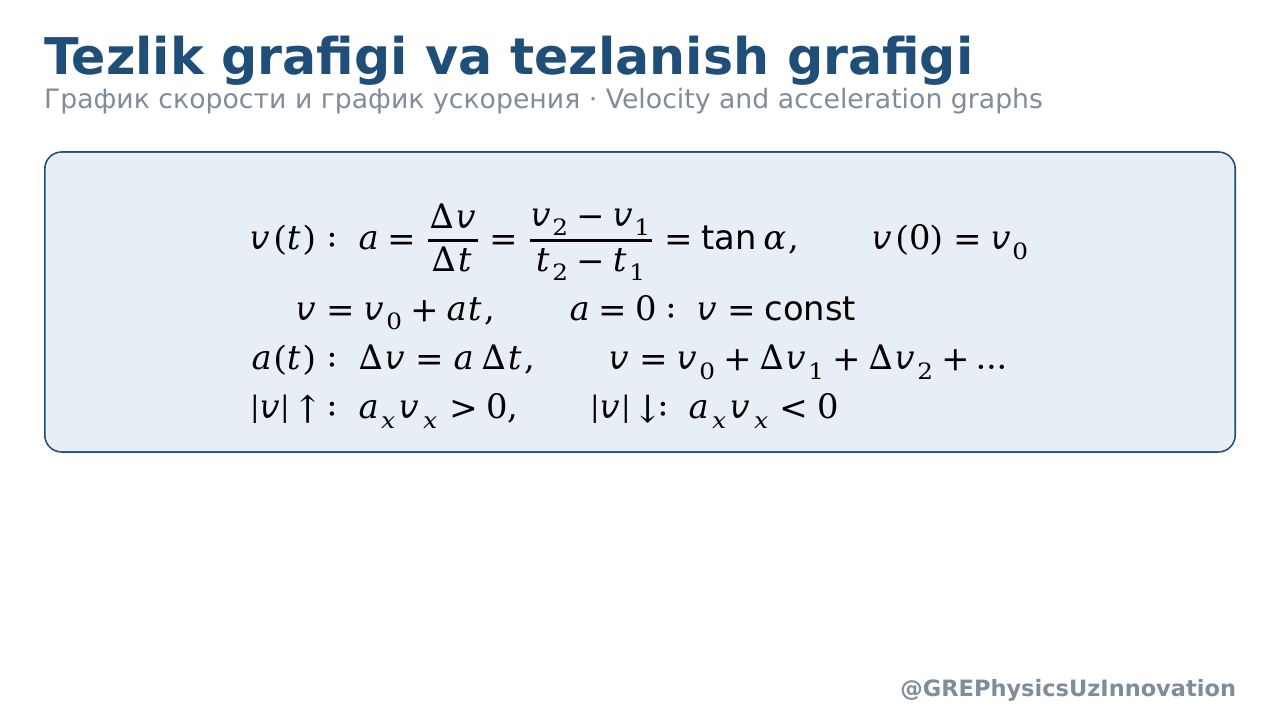 Tezlik grafigi va tezlanish grafigi
График скорости и график ускорения · Velocity and acceleration graphs
v(t) : a = Δv/Δt = (v₂ − v₁)/(t₂ − t₁) = tan α, v(0) = v₀
v = v₀ + at, a = 0 : v = const
a(t) : Δv = a Δt, v = v₀ + Δv₁ + Δv₂ + ...
|v| ↑ : aₓvₓ > 0, |v| ↓: aₓvₓ < 0
@GREPhysicsUzInnovation